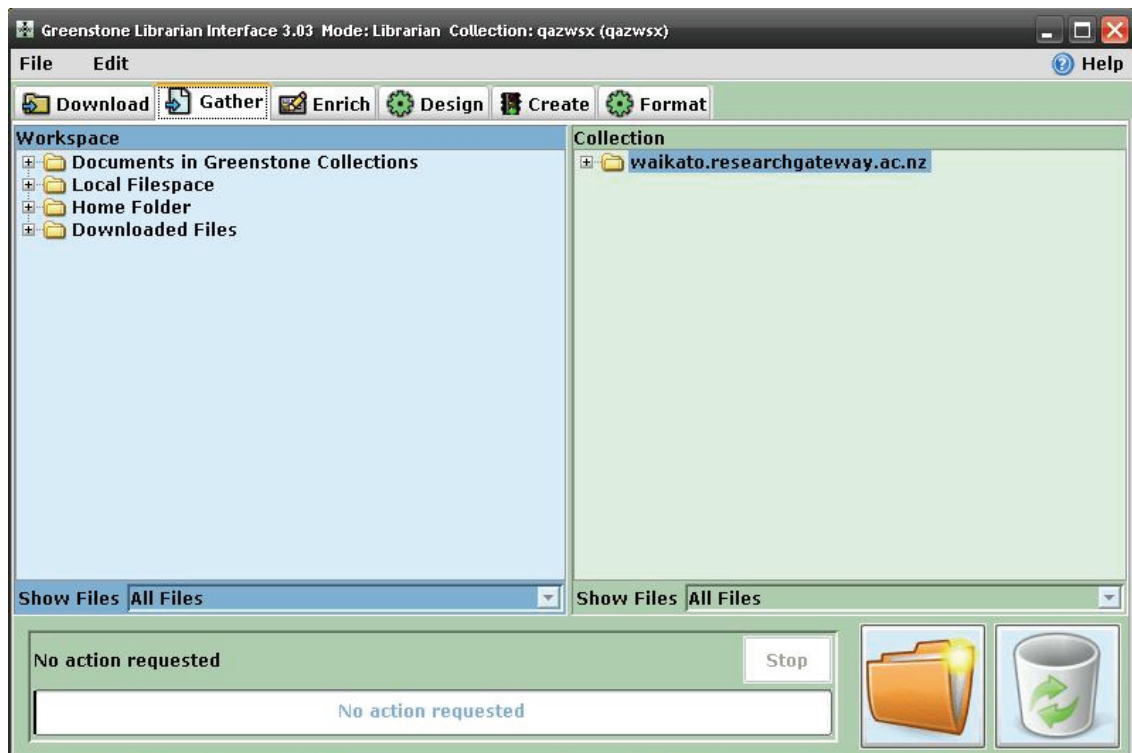 Greenstone Librarian Interface 3.03 Mode: Librarian Collection: qazwsx (qazwsx)
File Edit Help
Download Gather Enrich Design Create Format
Workspace
Documents in Greenstone Collections
Local Filespace
Home Folder
Downloaded Files
Show Files All Files
Collection
waikato.researchgateway.ac.nz
Show Files All Files
No action requested Stop
No action requested